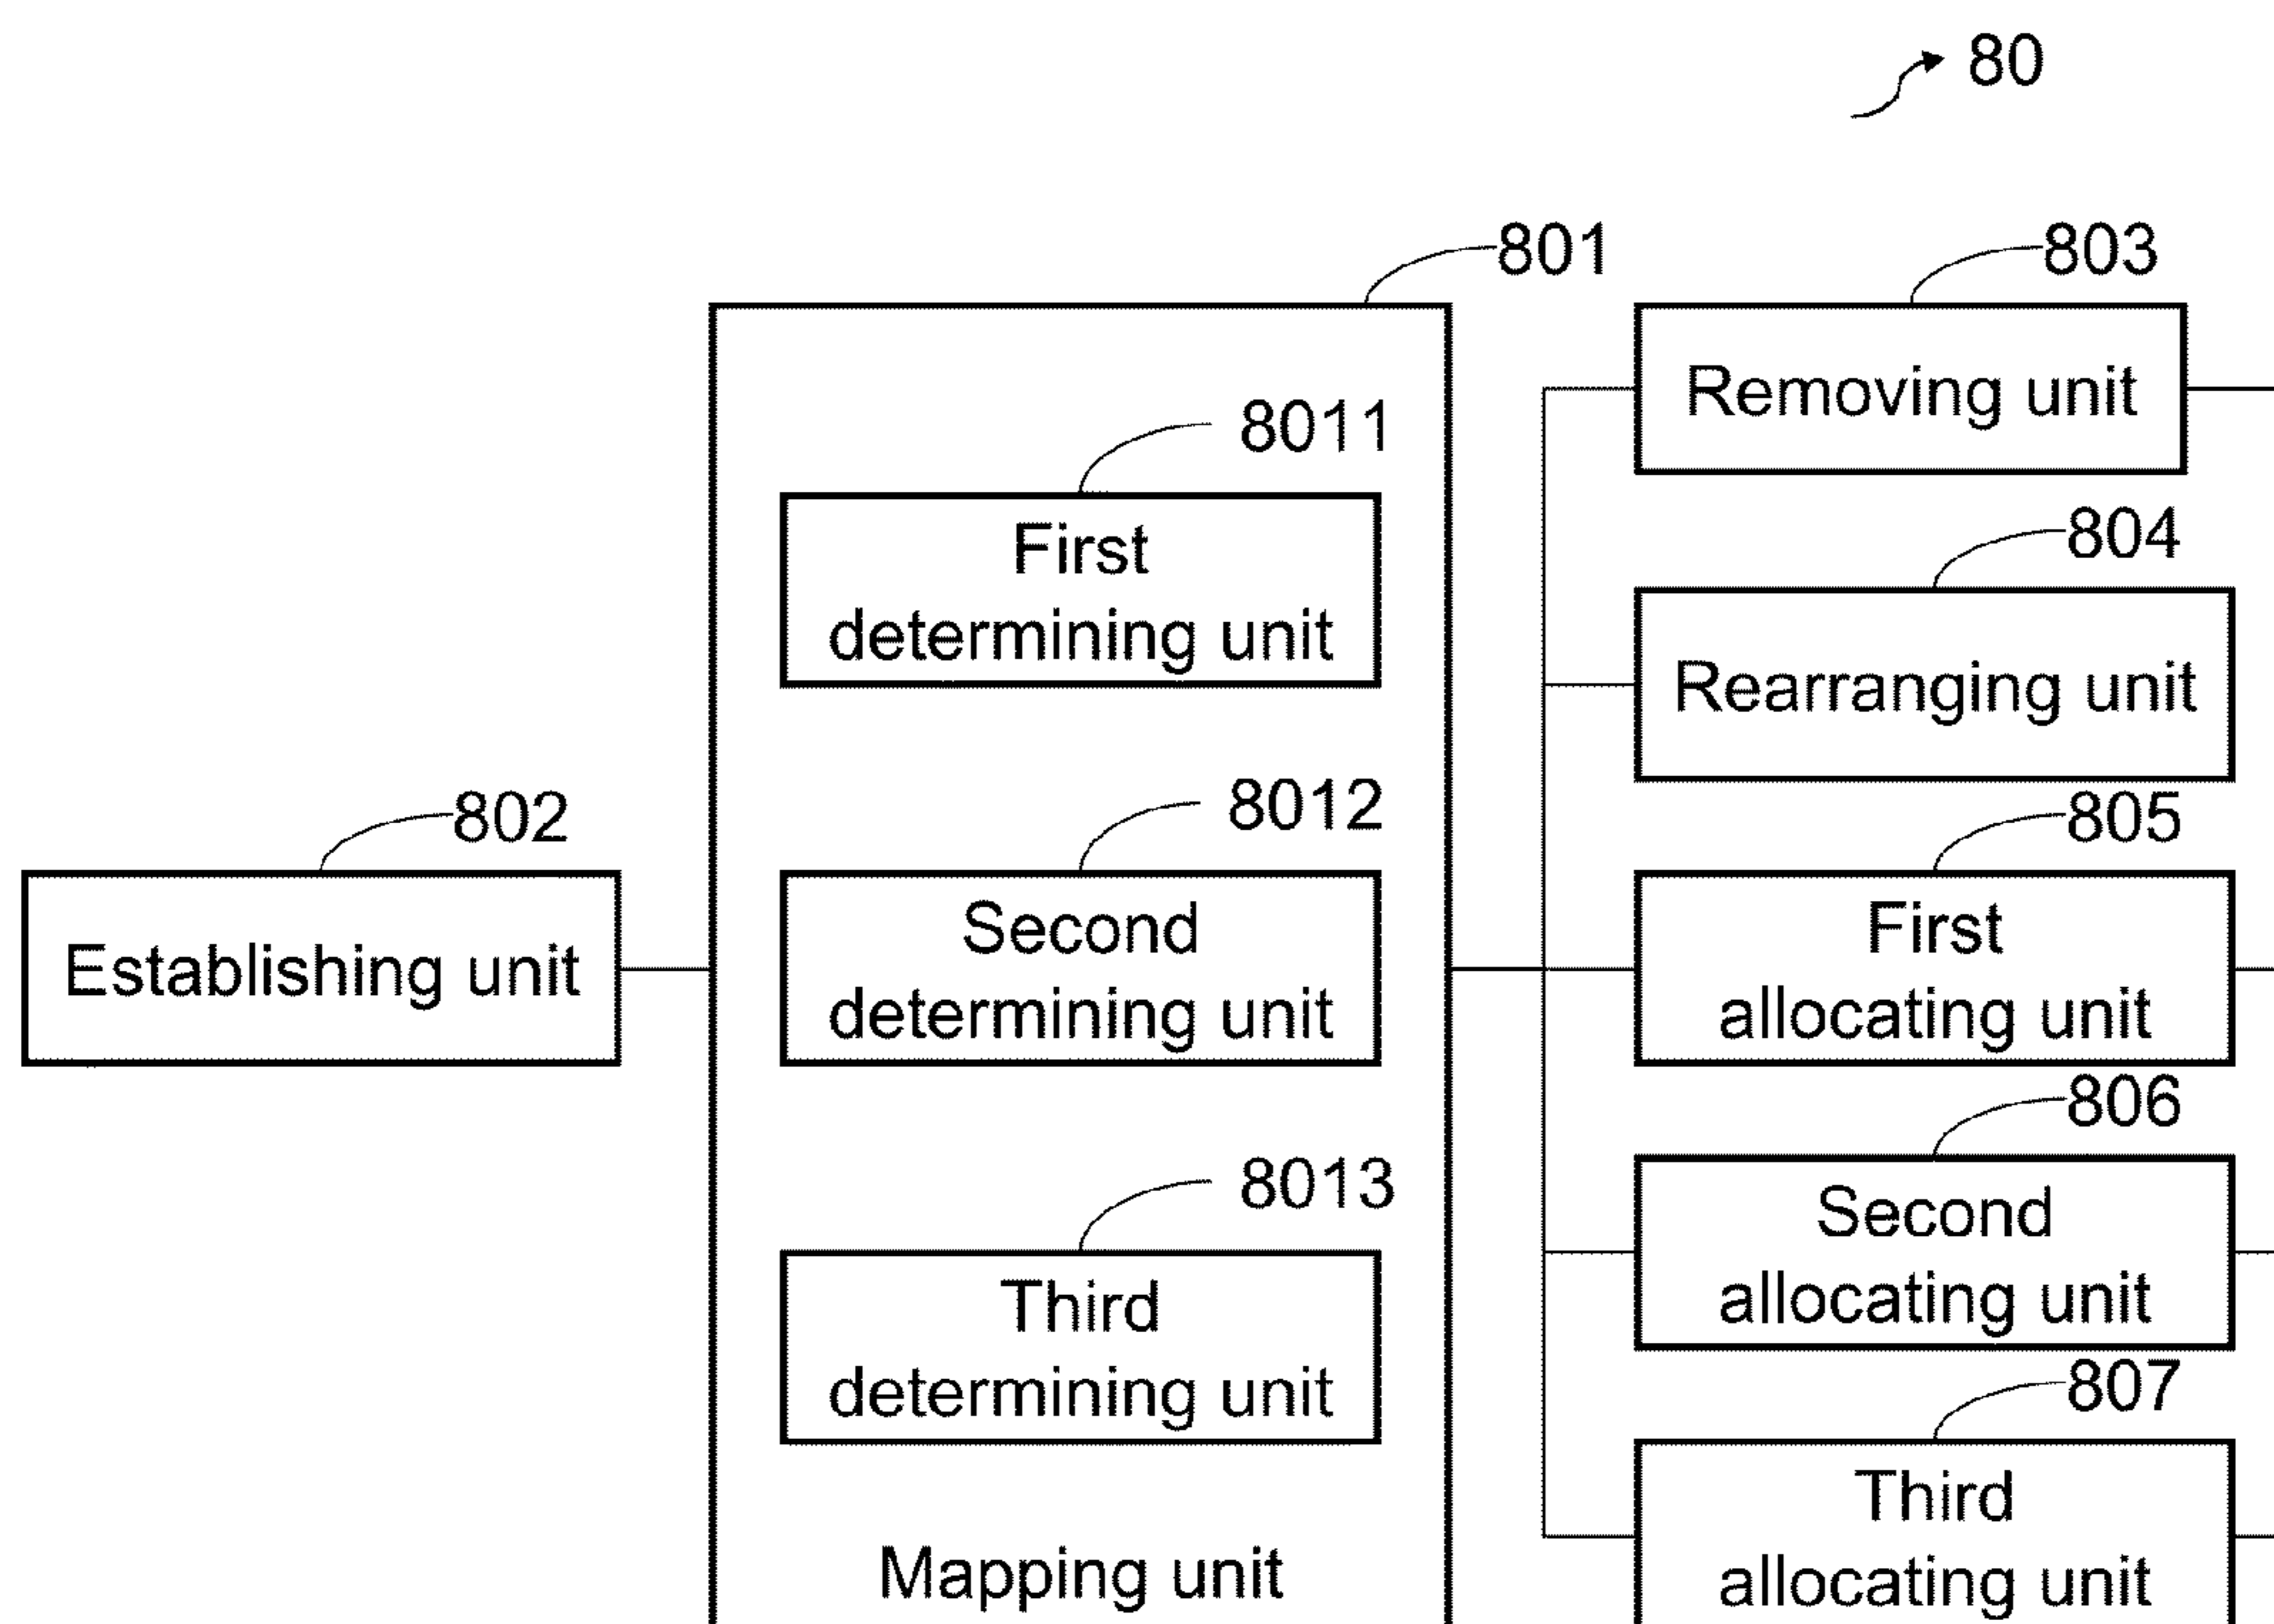 80
801
803
8011
Removing unit
First
determining unit
804
Rearranging unit
802
8012
805
Establishing unit
Second
determining unit
First
allocating unit
806
8013
Second
allocating unit
Third
determining unit
807
Third
allocating unit
Mapping unit